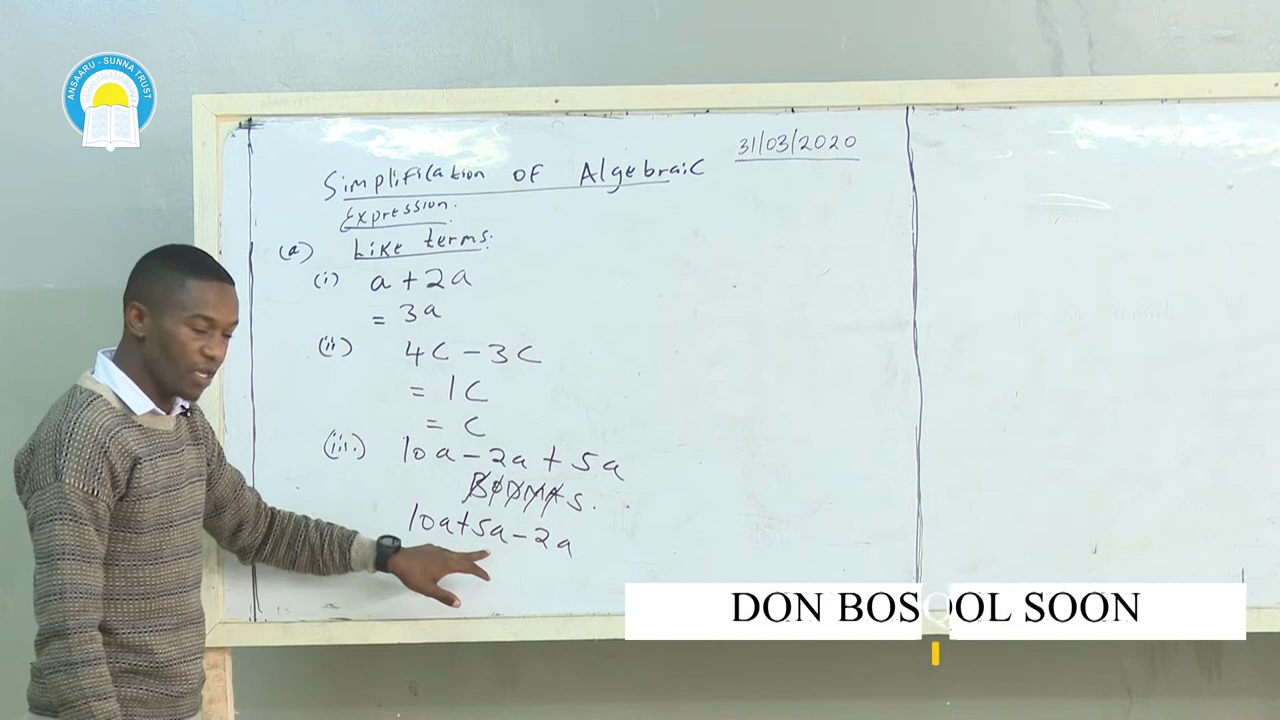 ANSAARU - SUNNA TRUST
31/03/2020
Simplification OF Algebraic
Expression.
(a) Like terms:
(i) a + 2a
= 3a
(ii) 4C - 3C
= 1C
= C
(iii.) 10a - 2a + 5a
BODMAS.
10a+5a-2a
DON BOS OOL SOON